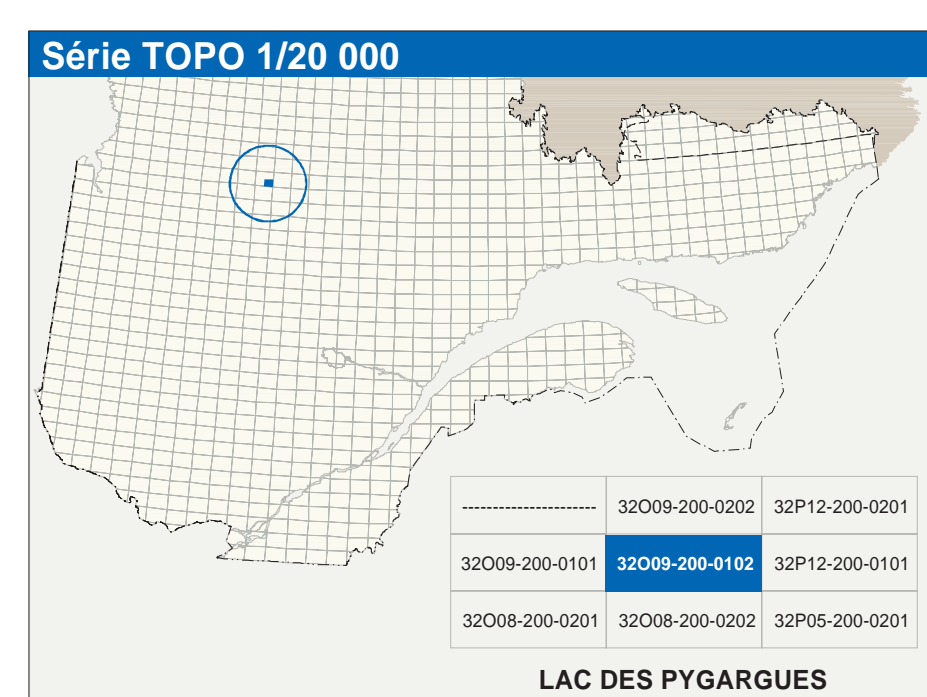 Série TOPO 1/20 000
---------------------- 32O09-200-0202 32P12-200-0201
32O09-200-0101 32O09-200-0102 32P12-200-0101
32O08-200-0201 32O08-200-0202 32P05-200-0201
LAC DES PYGARGUES